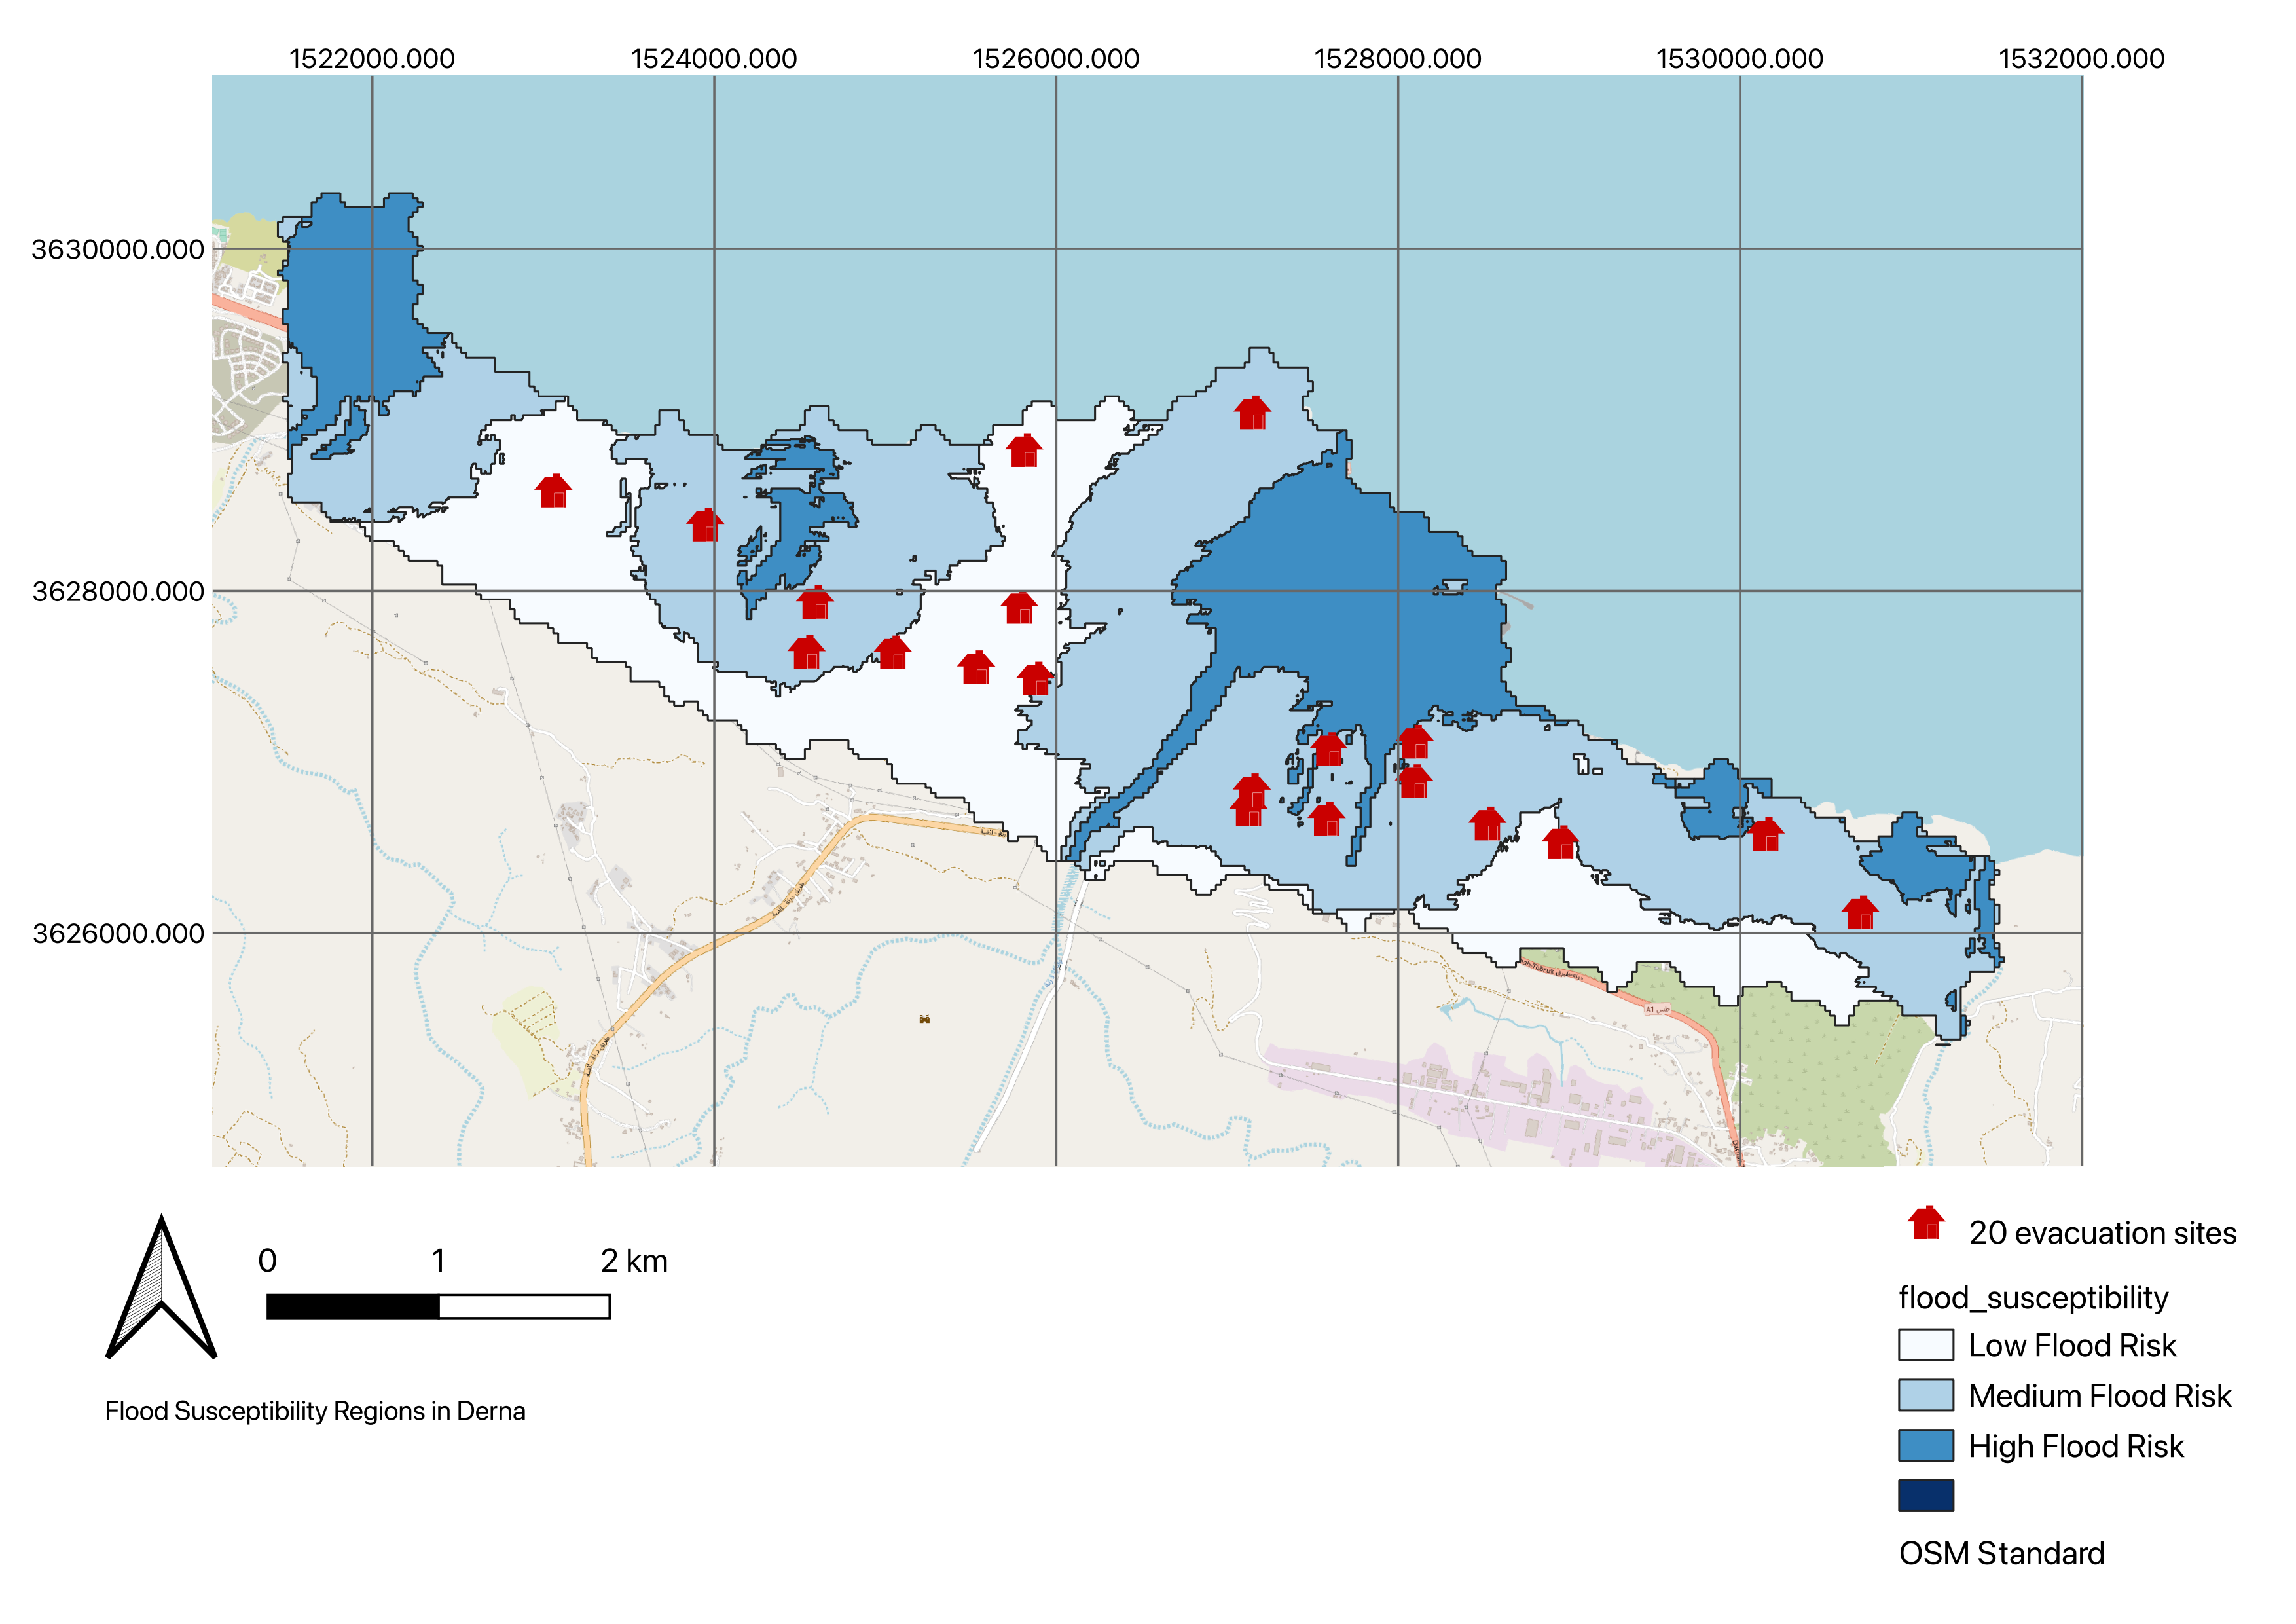 1522000.000 1524000.000 1526000.000 1528000.000 1530000.000 1532000.000
3630000.000
3628000.000
3626000.000
A1 طبس
0 1 2 km
Flood Susceptibility Regions in Derna
20 evacuation sites
flood_susceptibility
Low Flood Risk
Medium Flood Risk
High Flood Risk
OSM Standard